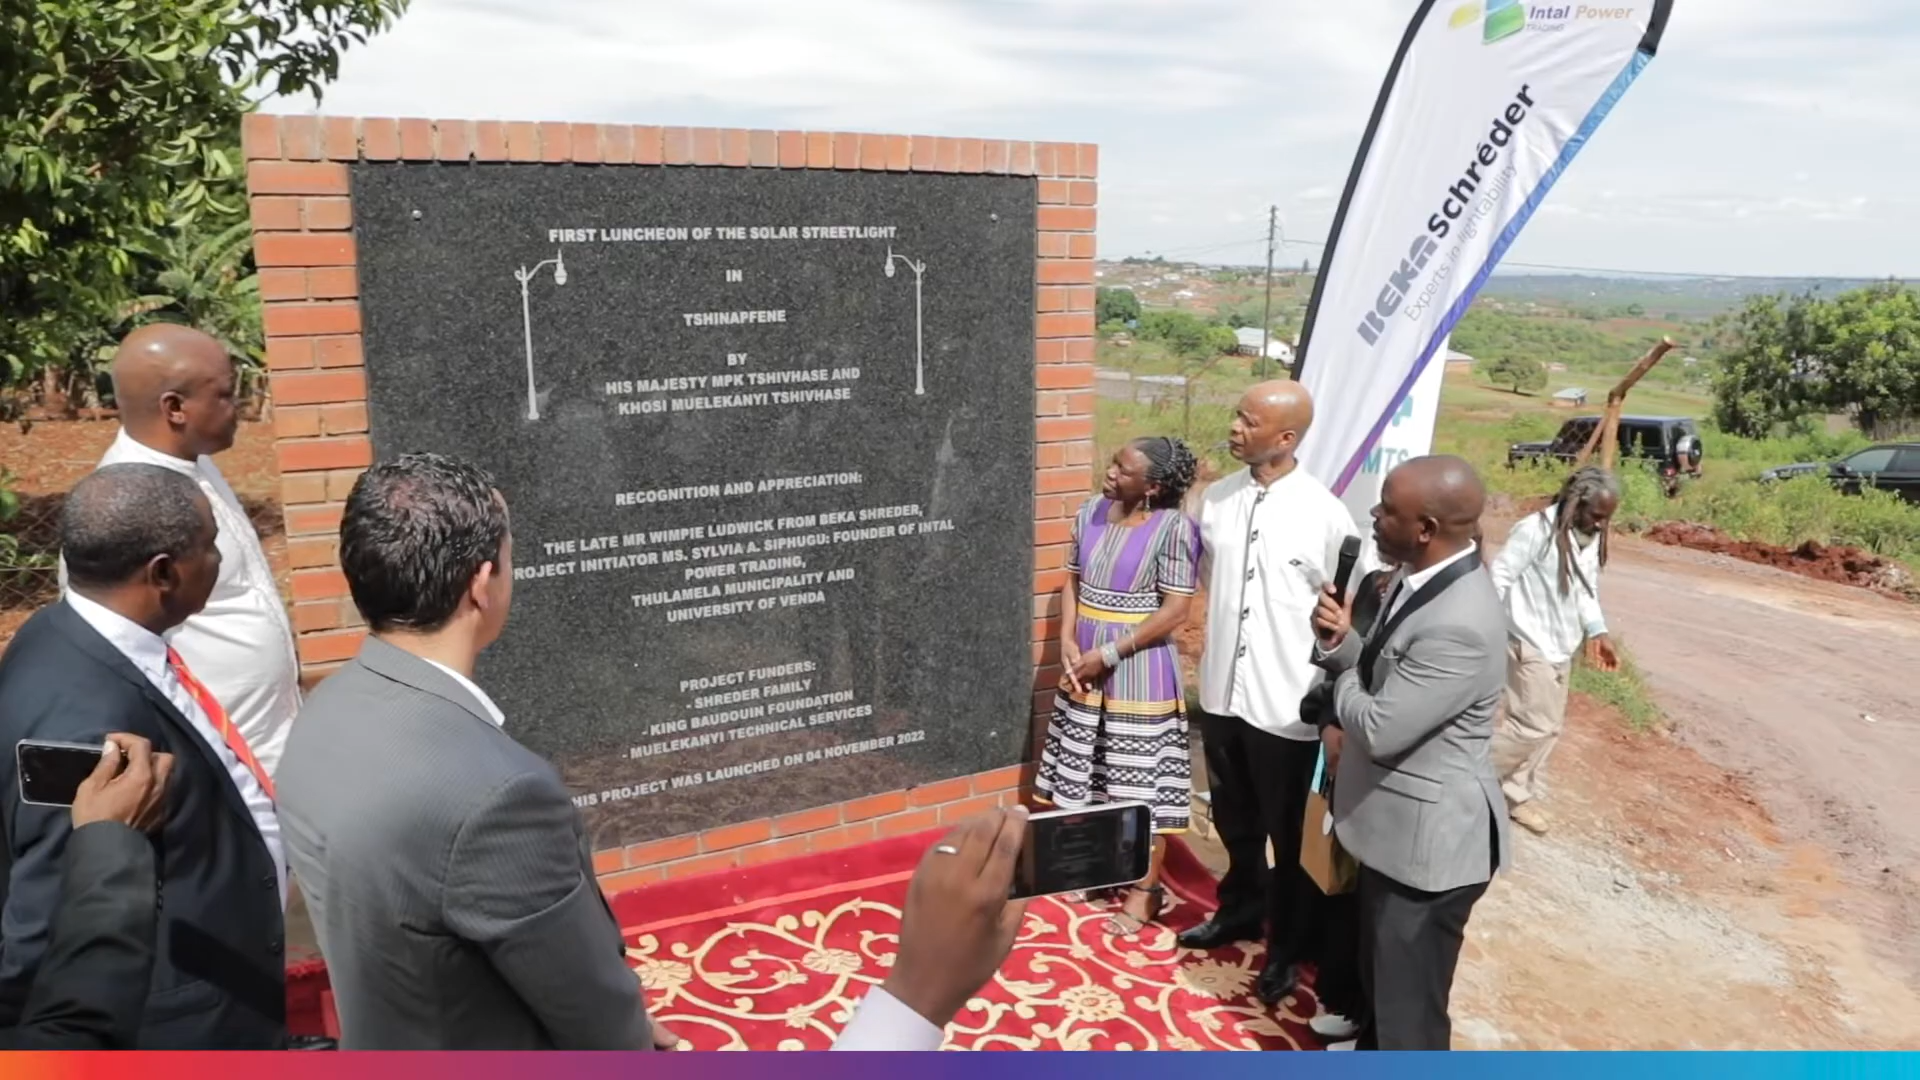 FIRST LUNCHEON OF THE SOLAR STREETLIGHT
IN
TSHINAPFENE
BY
HIS MAJESTY MPK TSHIVHASE AND
KHOSI MUELEKANYI TSHIVHASE
RECOGNITION AND APPRECIATION:
THE LATE MR WIMPIE LUDWICK FROM BEKA SHREDER,
ROJECT INITIATOR MS. SYLVIA A. SIPHUGU: FOUNDER OF INTAL
POWER TRADING,
THULAMELA MUNICIPALITY AND
UNIVERSITY OF VENDA
PROJECT FUNDERS:
- SHREDER FAMILY
- KING BAUDOUIN FOUNDATION
- MUELEKANYI TECHNICAL SERVICES
HIS PROJECT WAS LAUNCHED ON 04 NOVEMBER 2022
Intal Power
TRADING
BEKA Schréder
Experts in lightability
MTS